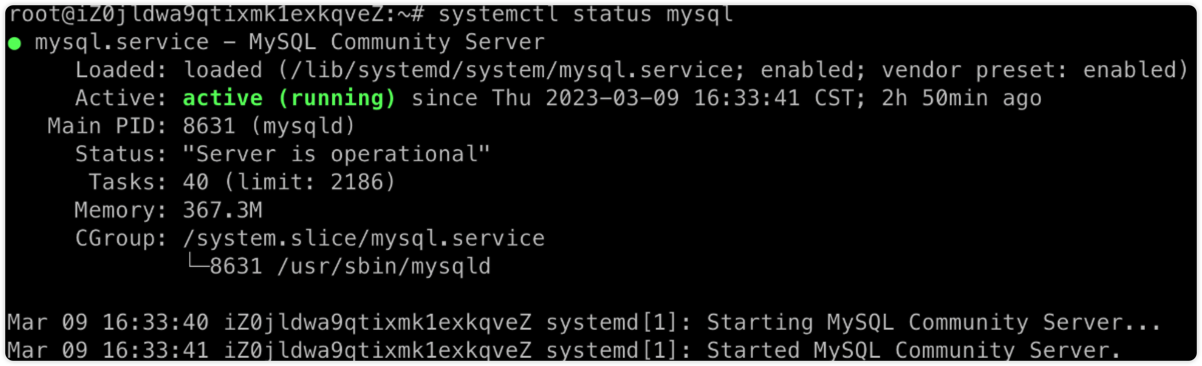 root@iZ0jldwa9qtixmk1exkqveZ:~# systemctl status mysql
● mysql.service - MySQL Community Server
     Loaded: loaded (/lib/systemd/system/mysql.service; enabled; vendor preset: enabled)
     Active: active (running) since Thu 2023-03-09 16:33:41 CST; 2h 50min ago
   Main PID: 8631 (mysqld)
     Status: "Server is operational"
      Tasks: 40 (limit: 2186)
     Memory: 367.3M
     CGroup: /system.slice/mysql.service
             └─8631 /usr/sbin/mysqld
Mar 09 16:33:40 iZ0jldwa9qtixmk1exkqveZ systemd[1]: Starting MySQL Community Server...
Mar 09 16:33:41 iZ0jldwa9qtixmk1exkqveZ systemd[1]: Started MySQL Community Server.